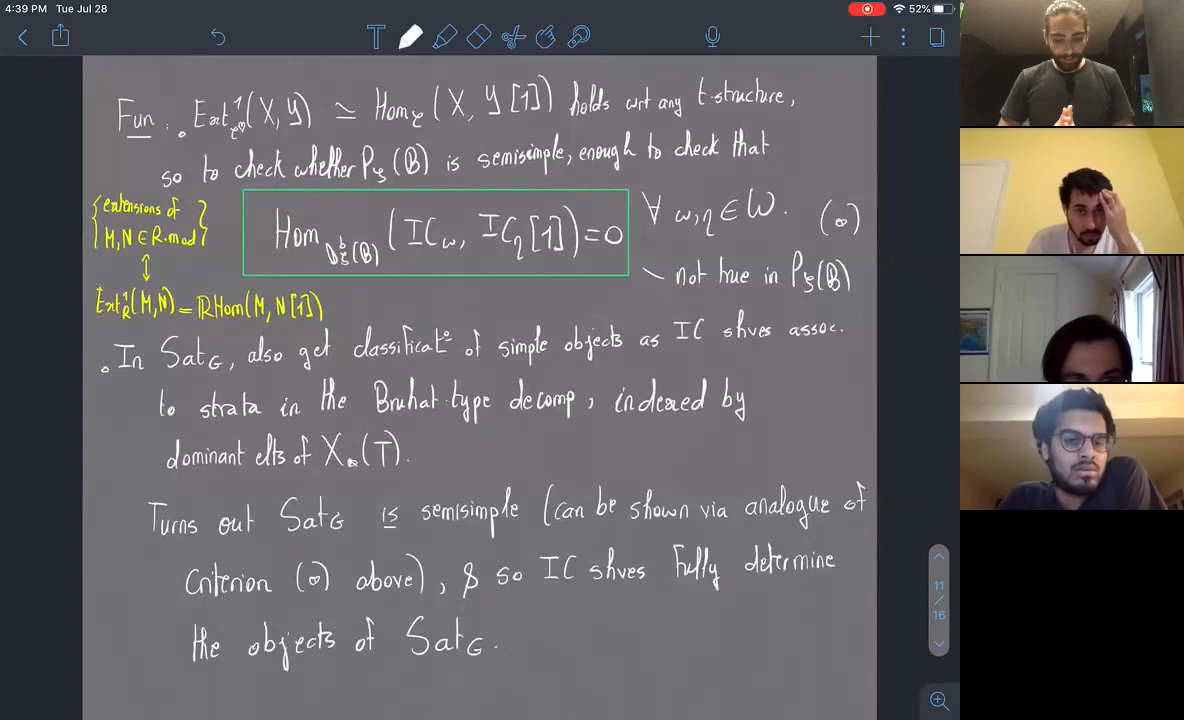 4:39 PM Tue Jul 28
52%
Fun : . Ext¹_{𝒞^♡}(X, Y) ≃ Hom_𝒞(X, Y[1]) holds wrt any t-structure,
so to check whether P_S(B) is semisimple, enough to check that
{extensions of
M,N ∈ R-mod}
↕
Ext¹_R(M,N) = RHom(M, N[1])
Hom_{D^b_S(B)}(IC_w, IC_η[1]) = 0 ∀ w,η ∈ W. (∞)
\ not true in P_S(B)
. In Sat_G, also get classificat° of simple objects as IC shves assoc.
to strata in the Bruhat-type decomp, indexed by
dominant elts of X_•(T).
Turns out Sat_G is semisimple (can be shown via analogue of
criterion (∞) above), & so IC shves fully determine
the objects of Sat_G.
11
/
16